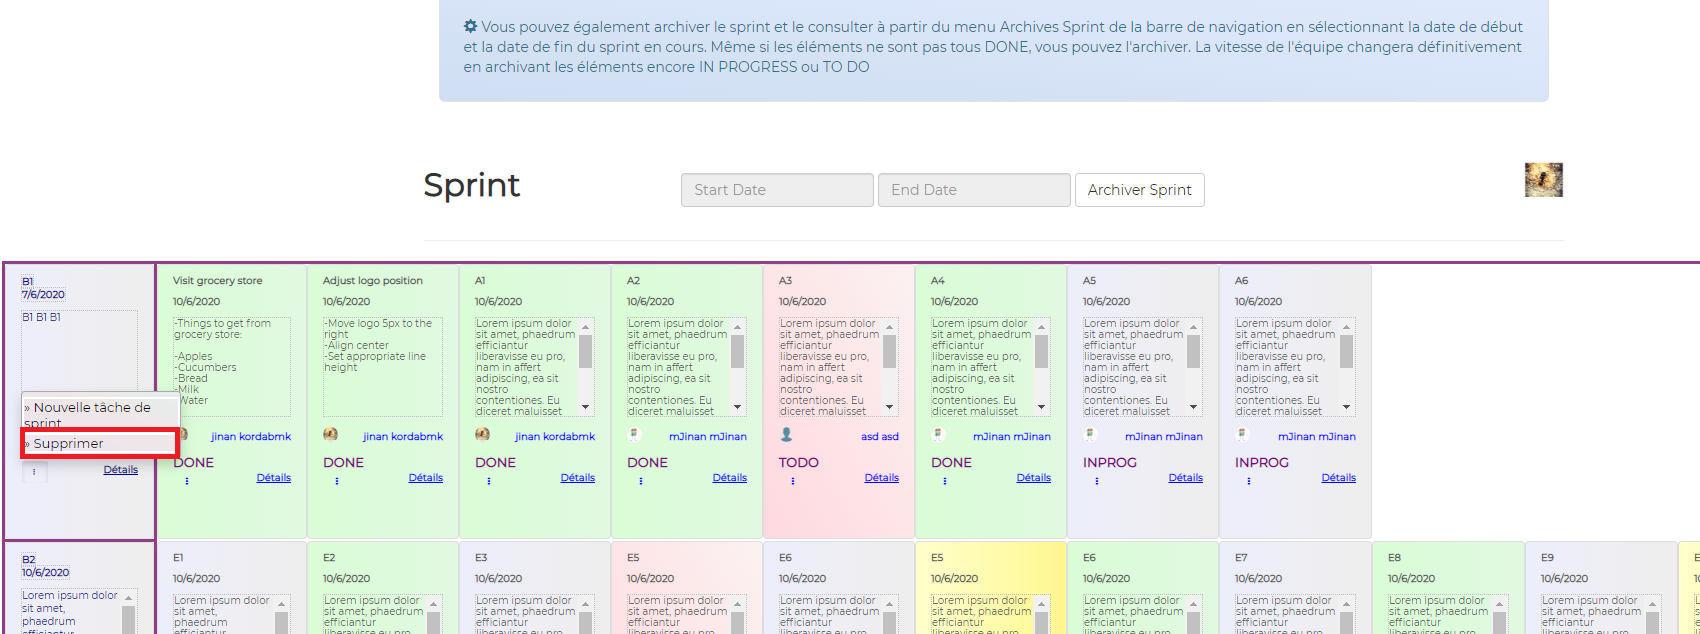 Vous pouvez également archiver le sprint et le consulter à partir du menu Archives Sprint de la barre de navigation en sélectionnant la date de début
et la date de fin du sprint en cours. Même si les éléments ne sont pas tous DONE, vous pouvez l'archiver. La vitesse de l'équipe changera définitivement
en archivant les éléments encore IN PROGRESS ou TO DO
Sprint
Start Date
End Date
Archiver Sprint
B1
7/6/2020
B1 B1 B1
» Nouvelle tâche de
sprint
» Supprimer
Détails
Visit grocery store
10/6/2020
-Things to get from
grocery store:
-Apples
-Cucumbers
-Bread
-Milk
Water
jinan kordabmk
DONE
Détails
Adjust logo position
10/6/2020
-Move logo 5px to the
right
-Align center
-Set appropriate line
height
jinan kordabmk
DONE
Détails
A1
10/6/2020
Lorem ipsum dolor
sit amet, phaedrum
efficiantur
liberavisse eu pro,
nam in affert
adipiscing, ea sit
nostro
contentiones. Eu
diceret maluisset
jinan kordabmk
DONE
Détails
A2
10/6/2020
Lorem ipsum dolor
sit amet, phaedrum
efficiantur
liberavisse eu pro,
nam in affert
adipiscing, ea sit
nostro
contentiones. Eu
diceret maluisset
mJinan mJinan
DONE
Détails
A3
10/6/2020
Lorem ipsum dolor
sit amet, phaedrum
efficiantur
liberavisse eu pro,
nam in affert
adipiscing, ea sit
nostro
contentiones. Eu
diceret maluisset
asd asd
TODO
Détails
A4
10/6/2020
Lorem ipsum dolor
sit amet, phaedrum
efficiantur
liberavisse eu pro,
nam in affert
adipiscing, ea sit
nostro
contentiones. Eu
diceret maluisset
mJinan mJinan
DONE
Détails
A5
10/6/2020
Lorem ipsum dolor
sit amet, phaedrum
efficiantur
liberavisse eu pro,
nam in affert
adipiscing, ea sit
nostro
contentiones. Eu
diceret maluisset
mJinan mJinan
INPROG
Détails
A6
10/6/2020
Lorem ipsum dolor
sit amet, phaedrum
efficiantur
liberavisse eu pro,
nam in affert
adipiscing, ea sit
nostro
contentiones. Eu
diceret maluisset
mJinan mJinan
INPROG
Détails
B2
10/6/2020
Lorem ipsum dolor
sit amet,
phaedrum
efficiantur
E1
10/6/2020
Lorem ipsum dolor
sit amet,
phaedrum
efficiantur
E2
10/6/2020
Lorem ipsum dolor
sit amet, phaedrum
efficiantur
liberavisse eu pro
E3
10/6/2020
Lorem ipsum dolor
sit amet, phaedrum
efficiantur
liberavisse eu pro
E5
10/6/2020
Lorem ipsum dolor
sit amet, phaedrum
efficiantur
liberavisse eu pro
E6
10/6/2020
Lorem ipsum dolor
sit amet, phaedrum
efficiantur
liberavisse eu pro
E5
10/6/2020
Lorem ipsum dolor
sit amet, phaedrum
efficiantur
liberavisse eu pro
E6
10/6/2020
Lorem ipsum dolor
sit amet, phaedrum
efficiantur
liberavisse eu pro
E7
10/6/2020
Lorem ipsum dolor
sit amet, phaedrum
efficiantur
liberavisse eu pro
E8
10/6/2020
Lorem ipsum dolor
sit amet, phaedrum
efficiantur
liberavisse eu pro
E9
10/6/2020
Lorem ipsum dolor
sit amet, phaedrum
efficiantur
liberavisse eu pro